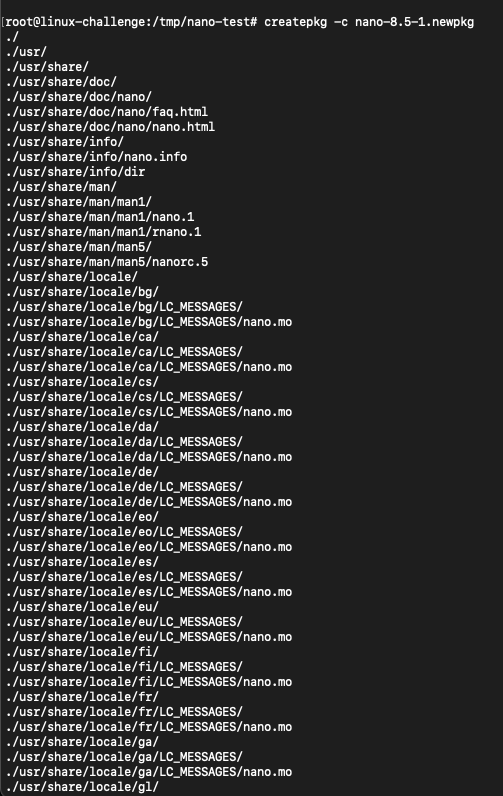 [root@linux-challenge:/tmp/nano-test# createpkg -c nano-8.5-1.newpkg
./
./usr/
./usr/share/
./usr/share/doc/
./usr/share/doc/nano/
./usr/share/doc/nano/faq.html
./usr/share/doc/nano/nano.html
./usr/share/info/
./usr/share/info/nano.info
./usr/share/info/dir
./usr/share/man/
./usr/share/man/man1/
./usr/share/man/man1/nano.1
./usr/share/man/man1/rnano.1
./usr/share/man/man5/
./usr/share/man/man5/nanorc.5
./usr/share/locale/
./usr/share/locale/bg/
./usr/share/locale/bg/LC_MESSAGES/
./usr/share/locale/bg/LC_MESSAGES/nano.mo
./usr/share/locale/ca/
./usr/share/locale/ca/LC_MESSAGES/
./usr/share/locale/ca/LC_MESSAGES/nano.mo
./usr/share/locale/cs/
./usr/share/locale/cs/LC_MESSAGES/
./usr/share/locale/cs/LC_MESSAGES/nano.mo
./usr/share/locale/da/
./usr/share/locale/da/LC_MESSAGES/
./usr/share/locale/da/LC_MESSAGES/nano.mo
./usr/share/locale/de/
./usr/share/locale/de/LC_MESSAGES/
./usr/share/locale/de/LC_MESSAGES/nano.mo
./usr/share/locale/eo/
./usr/share/locale/eo/LC_MESSAGES/
./usr/share/locale/eo/LC_MESSAGES/nano.mo
./usr/share/locale/es/
./usr/share/locale/es/LC_MESSAGES/
./usr/share/locale/es/LC_MESSAGES/nano.mo
./usr/share/locale/eu/
./usr/share/locale/eu/LC_MESSAGES/
./usr/share/locale/eu/LC_MESSAGES/nano.mo
./usr/share/locale/fi/
./usr/share/locale/fi/LC_MESSAGES/
./usr/share/locale/fi/LC_MESSAGES/nano.mo
./usr/share/locale/fr/
./usr/share/locale/fr/LC_MESSAGES/
./usr/share/locale/fr/LC_MESSAGES/nano.mo
./usr/share/locale/ga/
./usr/share/locale/ga/LC_MESSAGES/
./usr/share/locale/ga/LC_MESSAGES/nano.mo
./usr/share/locale/gl/